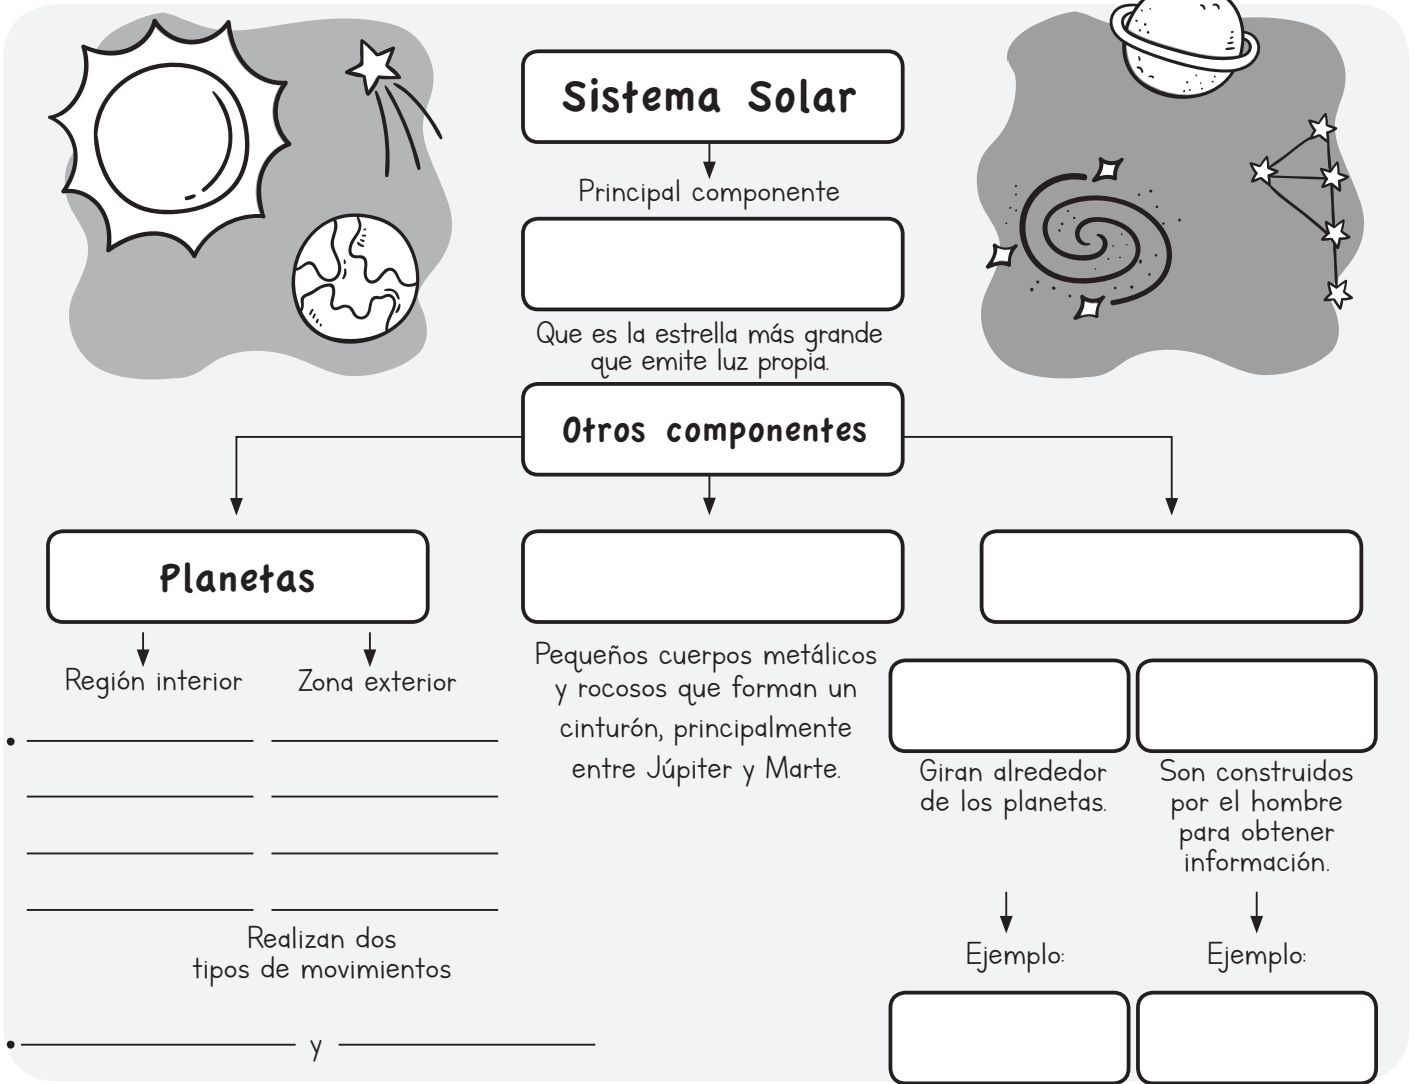 Sistema Solar
Principal componente
Que es la estrella más grande
que emite luz propia.
Otros componentes
Planetas
Región interior
Zona exterior
Realizan dos
tipos de movimientos
y
Pequeños cuerpos metálicos
y rocosos que forman un
cinturón, principalmente
entre Júpiter y Marte.
Giran alrededor
de los planetas.
Ejemplo:
Son construidos
por el hombre
para obtener
información.
Ejemplo: